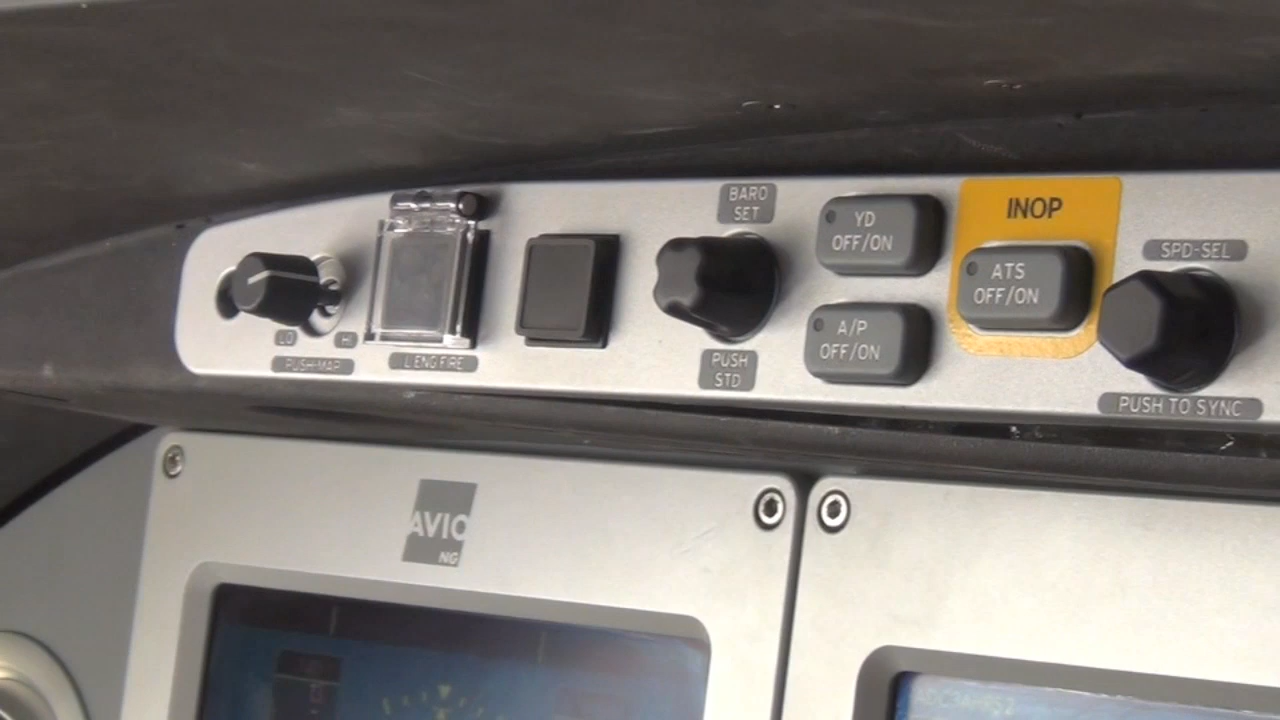 BARO
SET
YD
OFF/ON
INOP
ATS
OFF/ON
SPD-SEL
LO
HI
PUSH-MAP
L ENG FIRE
PUSH
STD
A/P
OFF/ON
PUSH TO SYNC
AVIO
NG